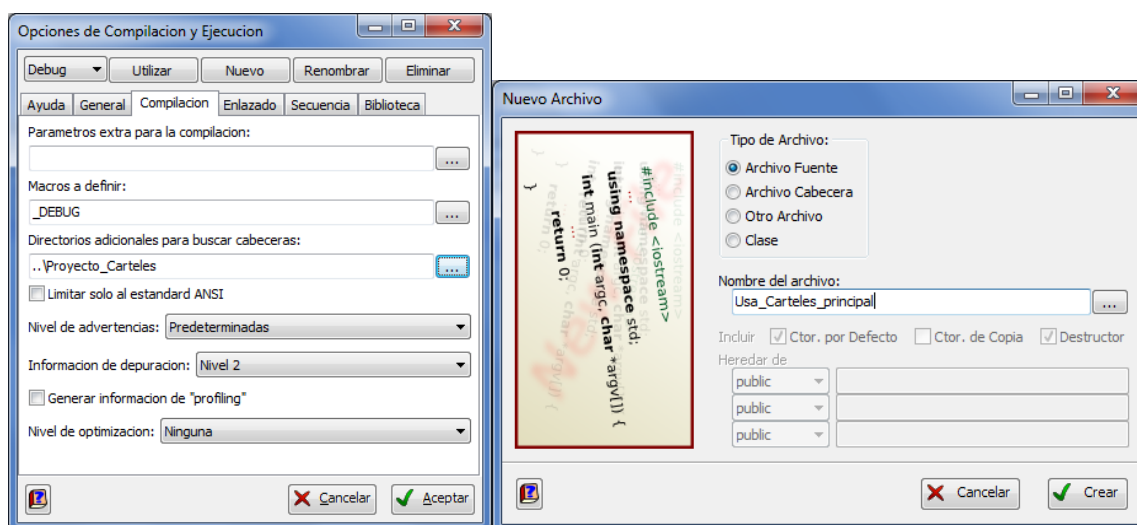 Opciones de Compilacion y Ejecucion
Debug Utilizar Nuevo Renombrar Eliminar
Ayuda General Compilacion Enlazado Secuencia Biblioteca
Parametros extra para la compilacion:
...
Macros a definir:
_DEBUG ...
Directorios adicionales para buscar cabeceras:
..\Proyecto_Carteles ...
Limitar solo al estandard ANSI
Nivel de advertencias: Predeterminadas
Informacion de depuracion: Nivel 2
Generar informacion de "profiling"
Nivel de optimizacion: Ninguna
Cancelar Aceptar
Nuevo Archivo
#include <iostream>
...
using namespace std;
int main (int argc, char *argv[]) {
...
return 0;
}
Tipo de Archivo:
Archivo Fuente
Archivo Cabecera
Otro Archivo
Clase
Nombre del archivo:
Usa_Carteles_principal ...
Incluir Ctor. por Defecto Ctor. de Copia Destructor
Heredar de
public
public
public
Cancelar Crear